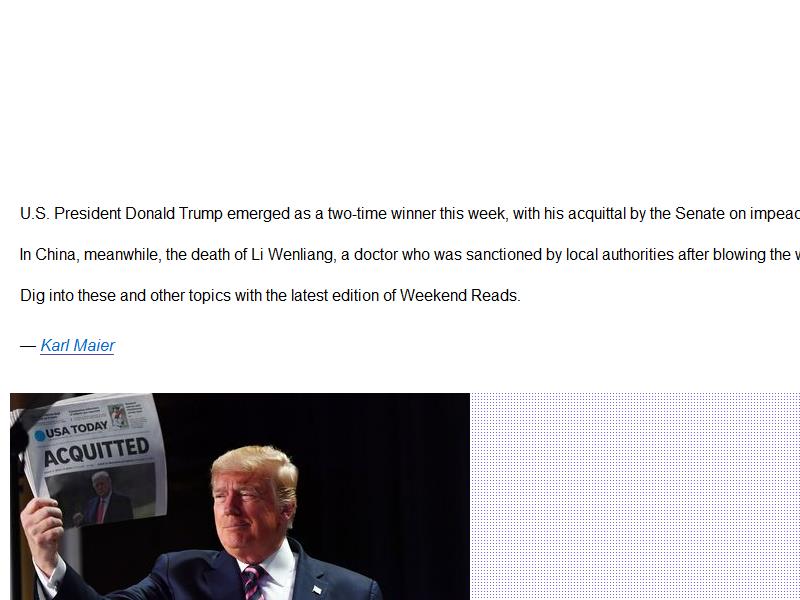 U.S. President Donald Trump emerged as a two-time winner this week, with his acquittal by the Senate on impeac
In China, meanwhile, the death of Li Wenliang, a doctor who was sanctioned by local authorities after blowing the w
Dig into these and other topics with the latest edition of Weekend Reads.
— Karl Maier
USA TODAY
ACQUITTED